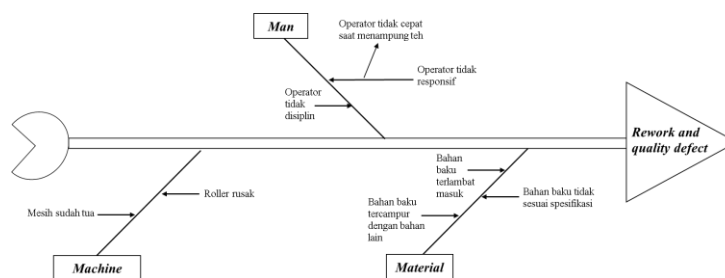 Man
Operator tidak cepat
saat menampung teh
Operator tidak
responsif
Operator
tidak
disiplin
Rework and
quality defect
Bahan
baku
terlambat
masuk
Bahan baku tidak
sesuai spesifikasi
Bahan baku
tercampur
dengan bahan
lain
Roller rusak
Mesih sudah tua
Machine
Material